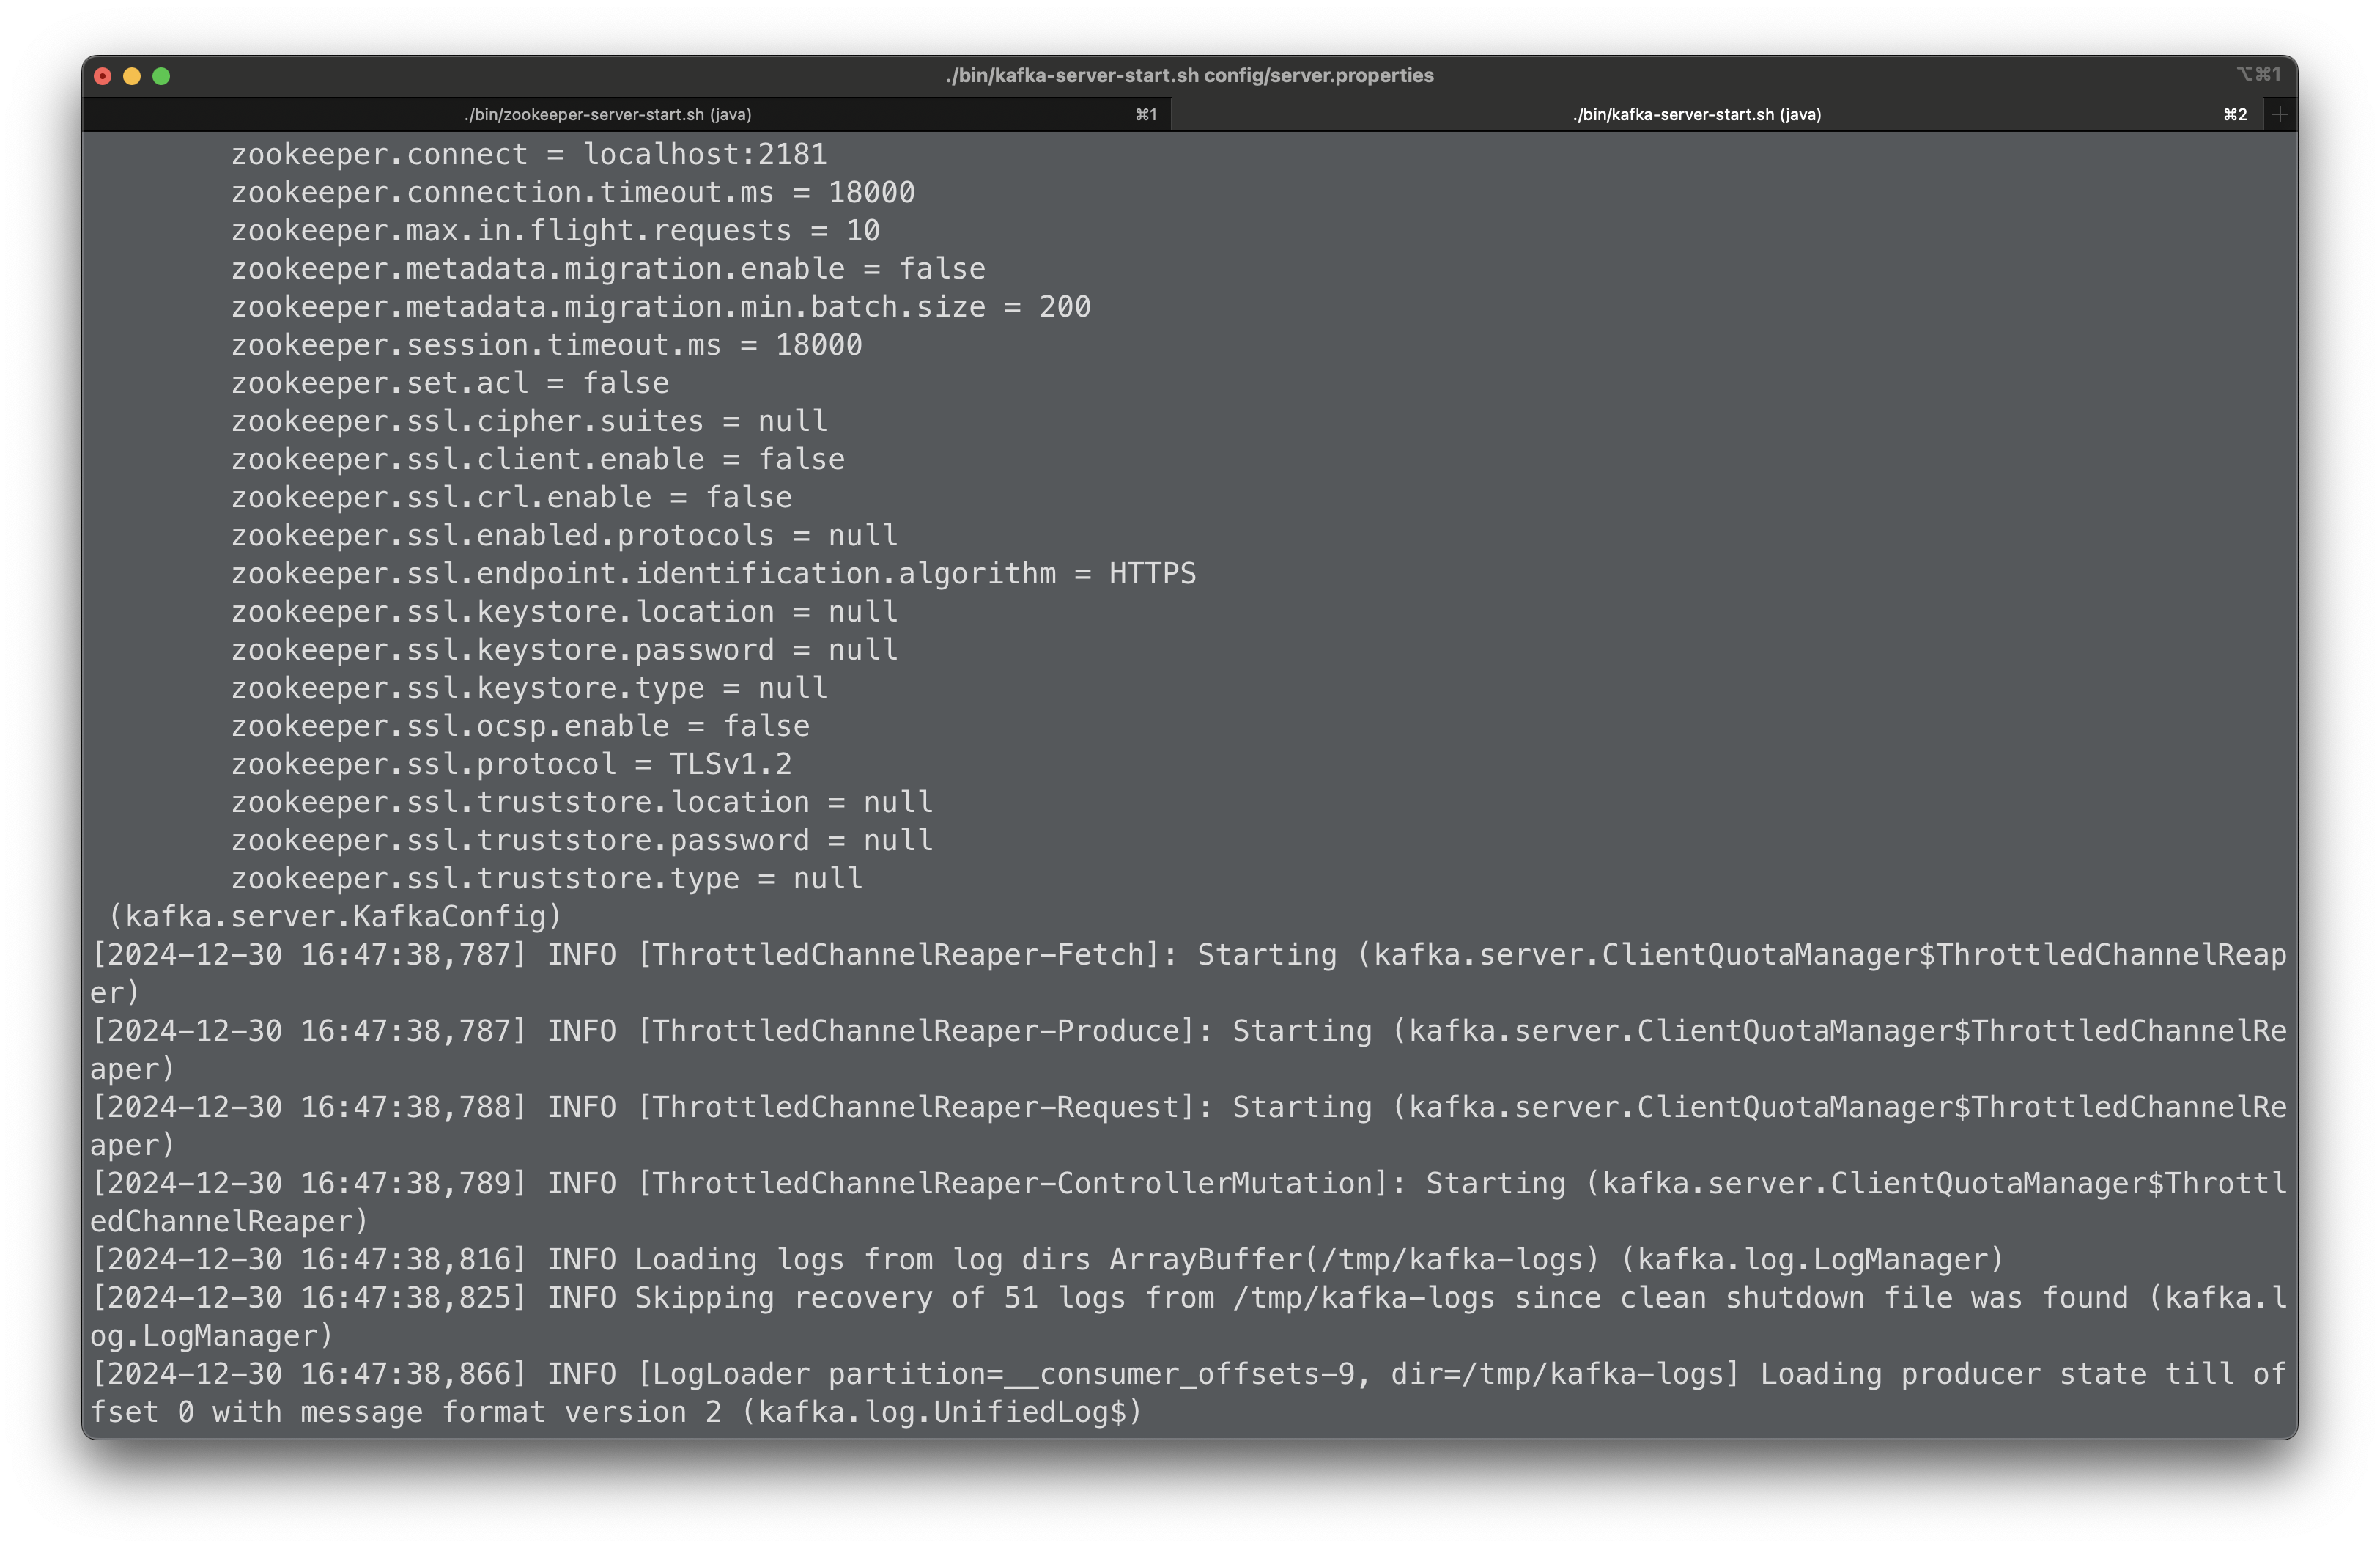 ./bin/kafka-server-start.sh config/server.properties
⌥⌘1
./bin/zookeeper-server-start.sh (java) ⌘1
./bin/kafka-server-start.sh (java) ⌘2 +
zookeeper.connect = localhost:2181
zookeeper.connection.timeout.ms = 18000
zookeeper.max.in.flight.requests = 10
zookeeper.metadata.migration.enable = false
zookeeper.metadata.migration.min.batch.size = 200
zookeeper.session.timeout.ms = 18000
zookeeper.set.acl = false
zookeeper.ssl.cipher.suites = null
zookeeper.ssl.client.enable = false
zookeeper.ssl.crl.enable = false
zookeeper.ssl.enabled.protocols = null
zookeeper.ssl.endpoint.identification.algorithm = HTTPS
zookeeper.ssl.keystore.location = null
zookeeper.ssl.keystore.password = null
zookeeper.ssl.keystore.type = null
zookeeper.ssl.ocsp.enable = false
zookeeper.ssl.protocol = TLSv1.2
zookeeper.ssl.truststore.location = null
zookeeper.ssl.truststore.password = null
zookeeper.ssl.truststore.type = null
(kafka.server.KafkaConfig)
[2024-12-30 16:47:38,787] INFO [ThrottledChannelReaper-Fetch]: Starting (kafka.server.ClientQuotaManager$ThrottledChannelReap
er)
[2024-12-30 16:47:38,787] INFO [ThrottledChannelReaper-Produce]: Starting (kafka.server.ClientQuotaManager$ThrottledChannelRe
aper)
[2024-12-30 16:47:38,788] INFO [ThrottledChannelReaper-Request]: Starting (kafka.server.ClientQuotaManager$ThrottledChannelRe
aper)
[2024-12-30 16:47:38,789] INFO [ThrottledChannelReaper-ControllerMutation]: Starting (kafka.server.ClientQuotaManager$Throttl
edChannelReaper)
[2024-12-30 16:47:38,816] INFO Loading logs from log dirs ArrayBuffer(/tmp/kafka-logs) (kafka.log.LogManager)
[2024-12-30 16:47:38,825] INFO Skipping recovery of 51 logs from /tmp/kafka-logs since clean shutdown file was found (kafka.l
og.LogManager)
[2024-12-30 16:47:38,866] INFO [LogLoader partition=__consumer_offsets-9, dir=/tmp/kafka-logs] Loading producer state till of
fset 0 with message format version 2 (kafka.log.UnifiedLog$)